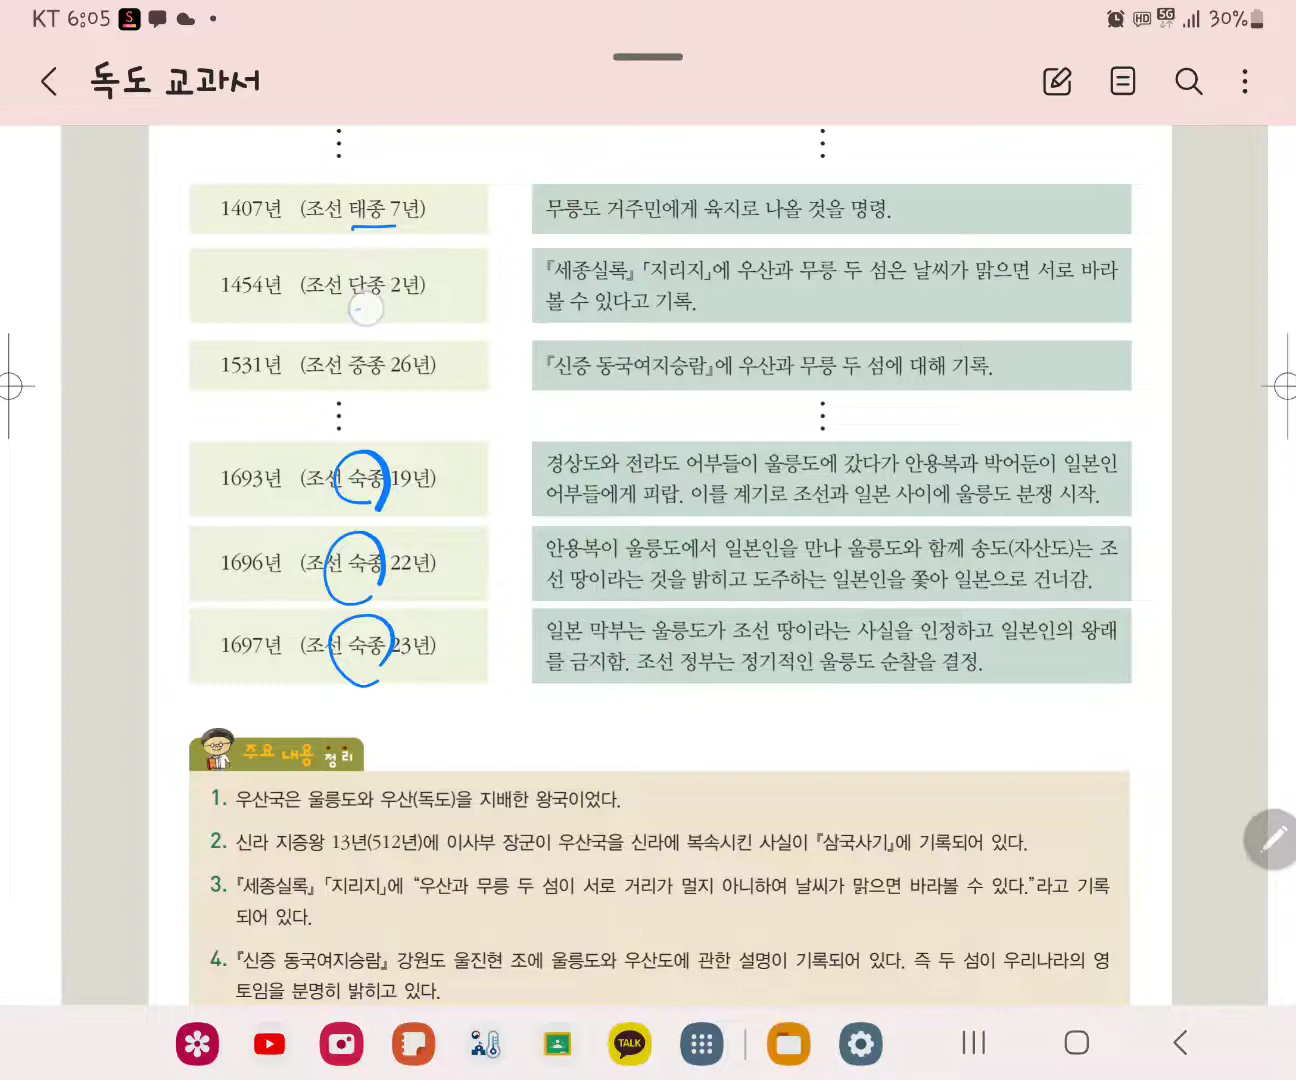 KT 6:05
HD 5G 30%
독도 교과서
1407년 (조선 태종 7년)
무릉도 거주민에게 육지로 나올 것을 명령.
1454년 (조선 단종 2년)
『세종실록』 「지리지」에 우산과 무릉 두 섬은 날씨가 맑으면 서로 바라
볼 수 있다고 기록.
1531년 (조선 중종 26년)
『신증 동국여지승람』에 우산과 무릉 두 섬에 대해 기록.
1693년 (조선 숙종 19년)
경상도와 전라도 어부들이 울릉도에 갔다가 안용복과 박어둔이 일본인
어부들에게 피랍. 이를 계기로 조선과 일본 사이에 울릉도 분쟁 시작.
1696년 (조선 숙종 22년)
안용복이 울릉도에서 일본인을 만나 울릉도와 함께 송도(자산도)는 조
선 땅이라는 것을 밝히고 도주하는 일본인을 쫓아 일본으로 건너감.
1697년 (조선 숙종 23년)
일본 막부는 울릉도가 조선 땅이라는 사실을 인정하고 일본인의 왕래
를 금지함. 조선 정부는 정기적인 울릉도 순찰을 결정.
주요 내용 정리
1. 우산국은 울릉도와 우산(독도)을 지배한 왕국이었다.
2. 신라 지증왕 13년(512년)에 이사부 장군이 우산국을 신라에 복속시킨 사실이 『삼국사기』에 기록되어 있다.
3. 『세종실록』 「지리지」에 “우산과 무릉 두 섬이 서로 거리가 멀지 아니하여 날씨가 맑으면 바라볼 수 있다.”라고 기록
되어 있다.
4. 『신증 동국여지승람』 강원도 울진현 조에 울릉도와 우산도에 관한 설명이 기록되어 있다. 즉 두 섬이 우리나라의 영
토임을 분명히 밝히고 있다.
TALK